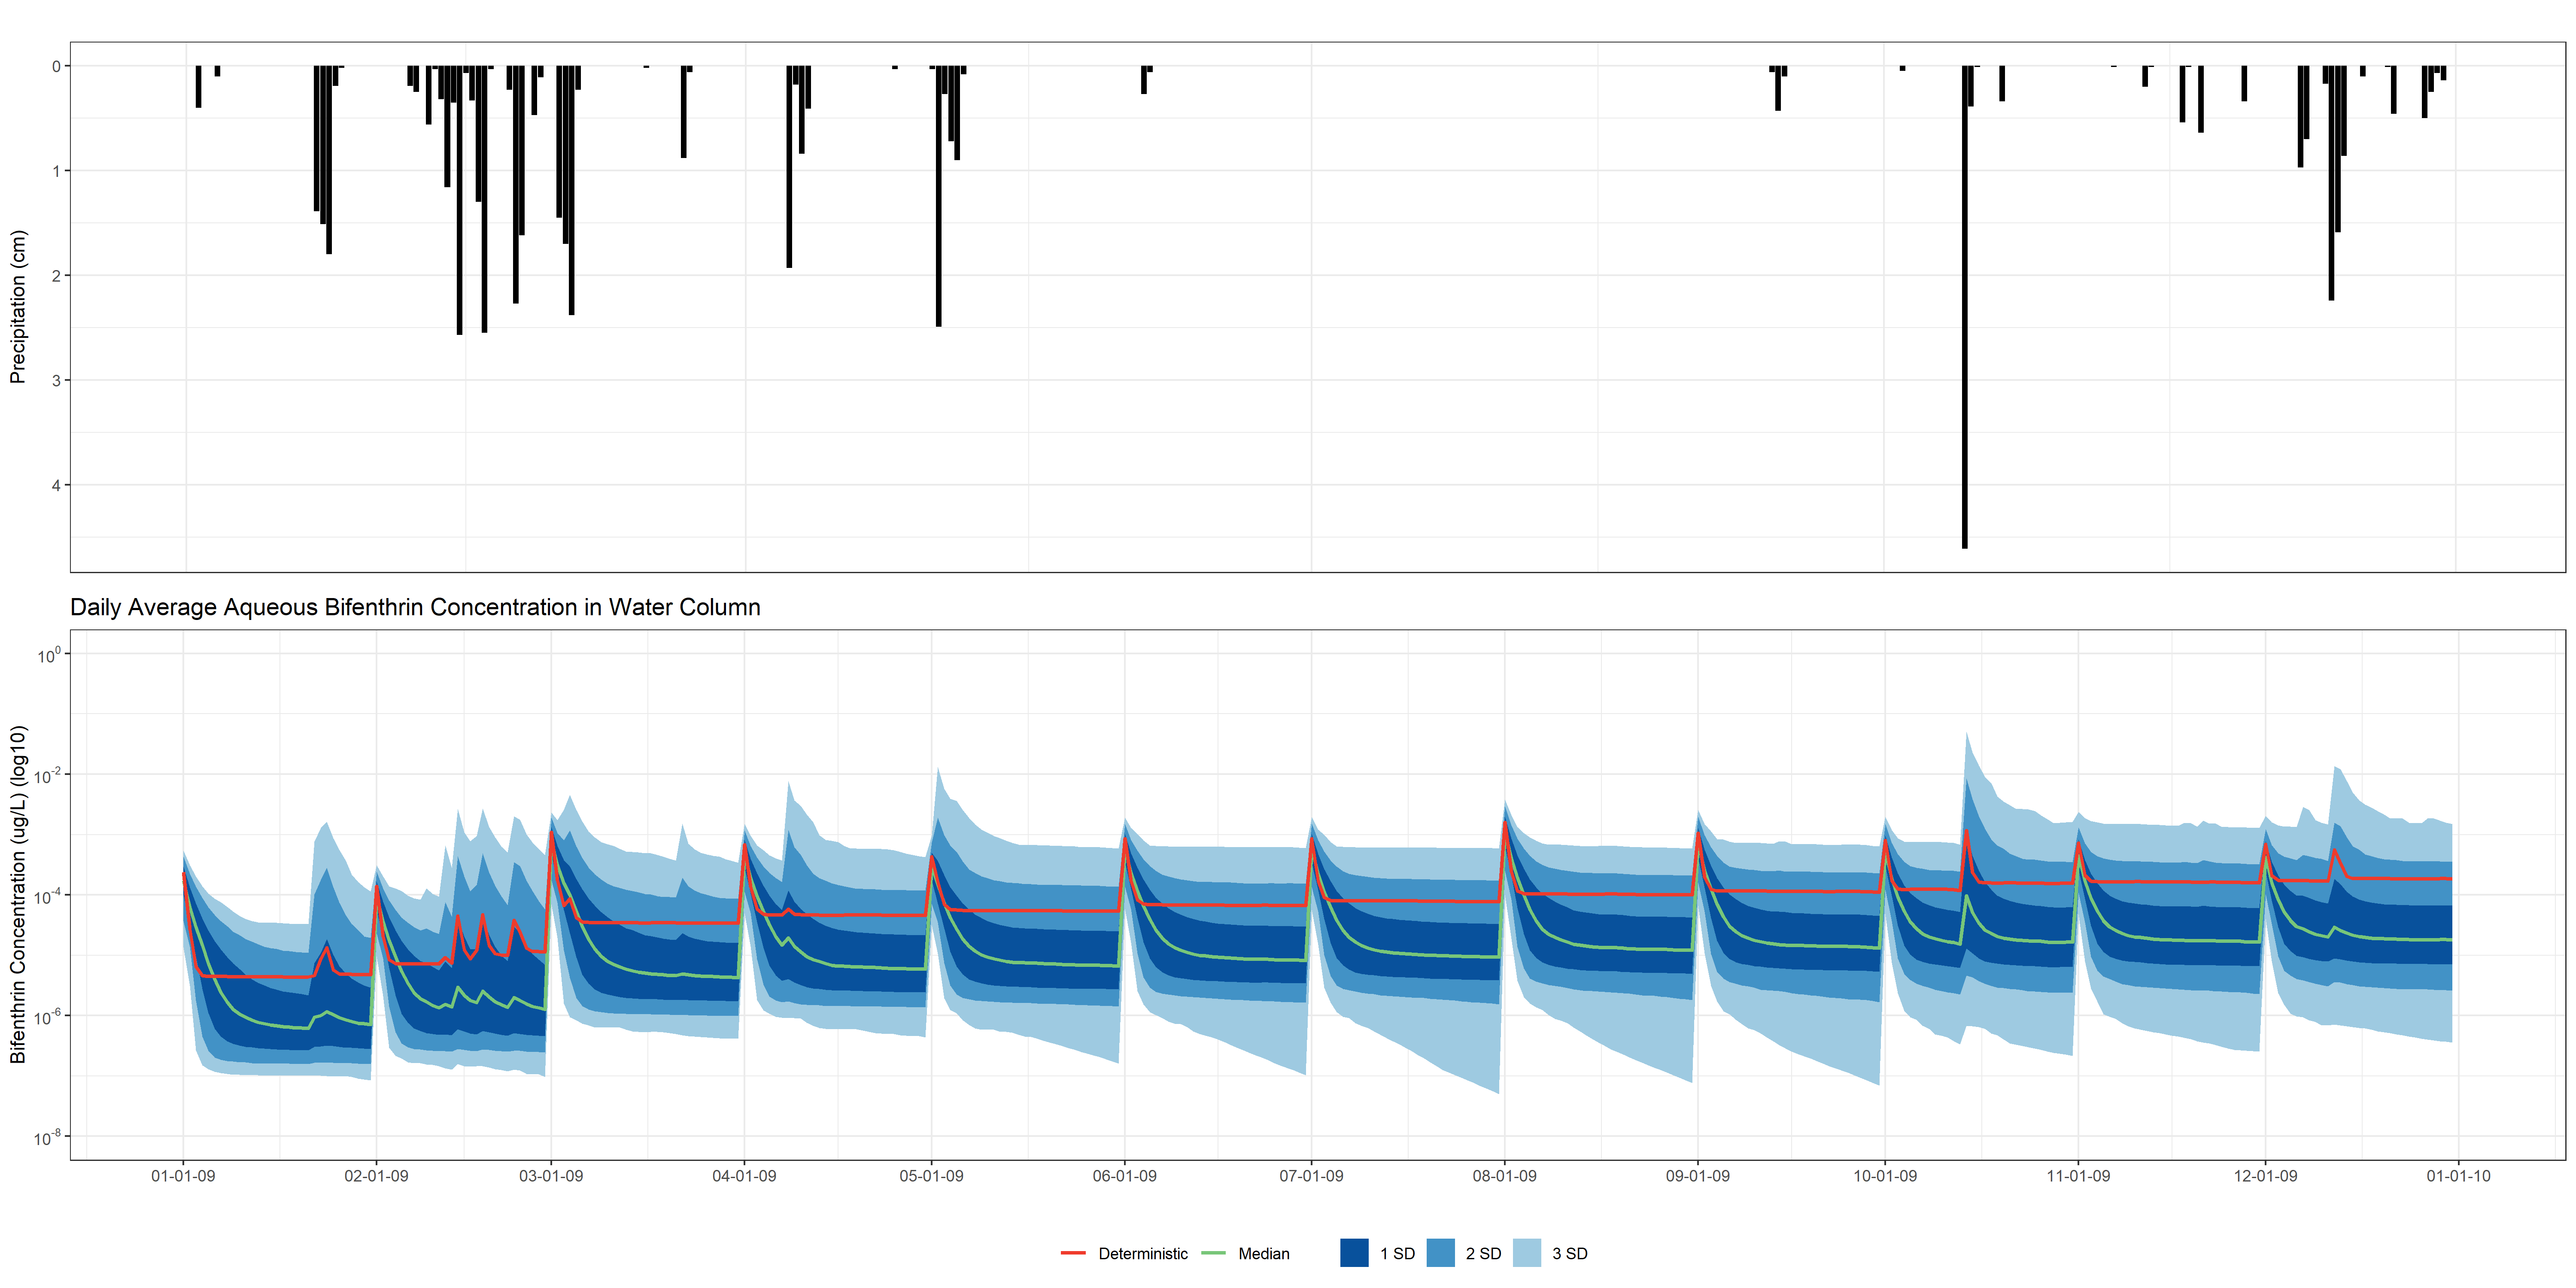 0
1
2
3
4
Precipitation (cm)
Daily Average Aqueous Bifenthrin Concentration in Water Column
10^0
10^-2
10^-4
10^-6
10^-8
Bifenthrin Concentration (ug/L) (log10)
01-01-09 02-01-09 03-01-09 04-01-09 05-01-09 06-01-09 07-01-09 08-01-09 09-01-09 10-01-09 11-01-09 12-01-09 01-01-10
Deterministic Median 1 SD 2 SD 3 SD